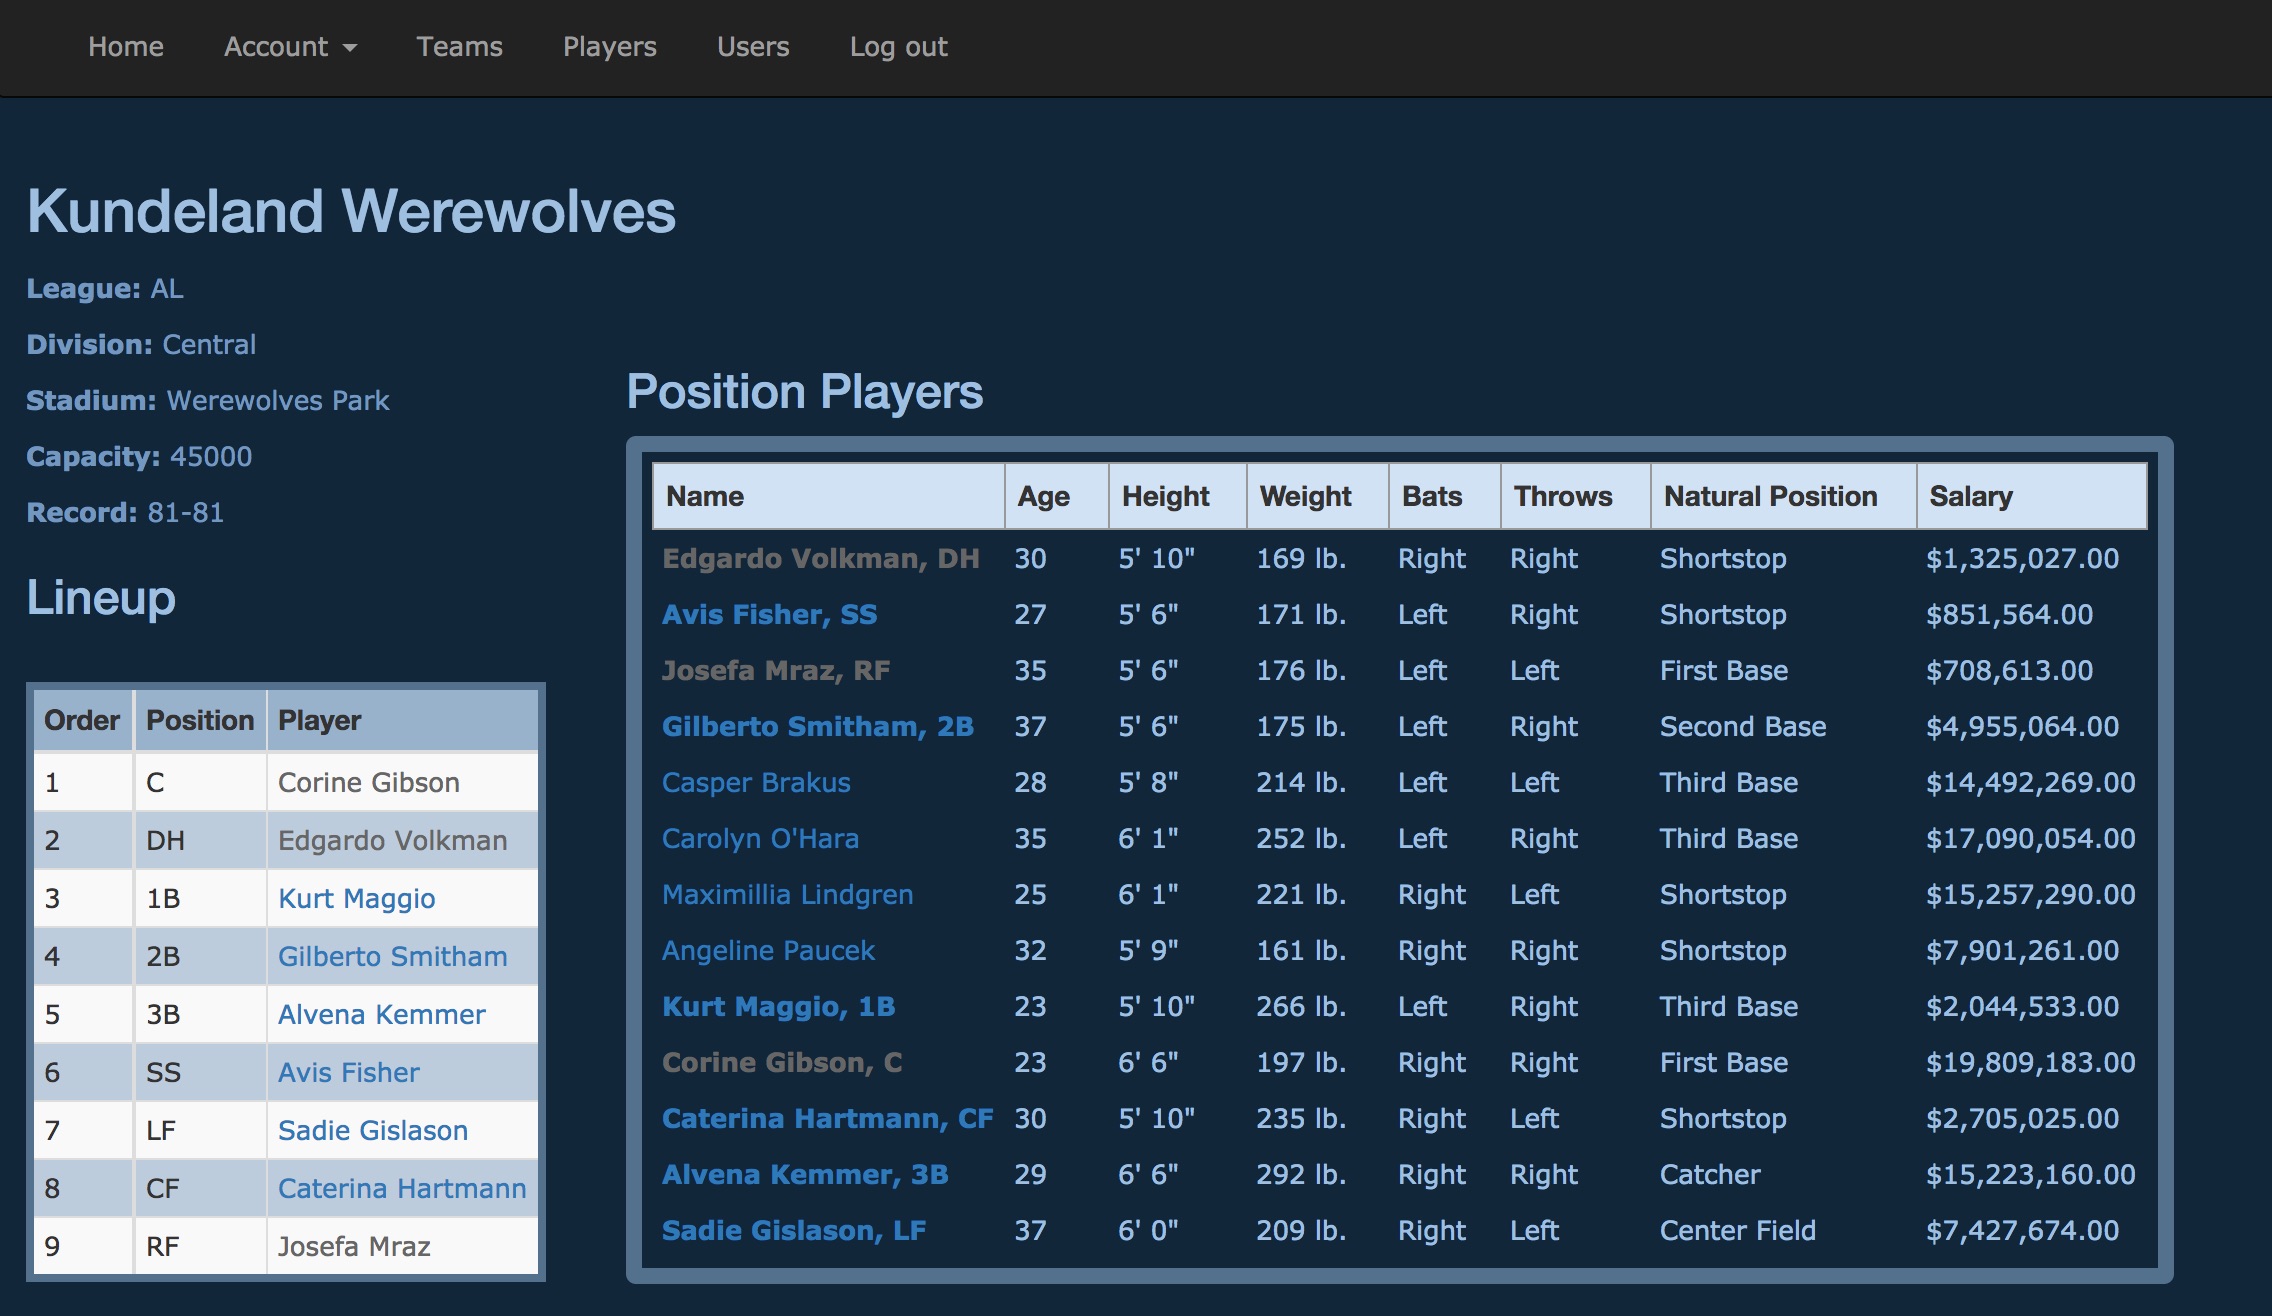 Home Account Teams Players Users Log out
Kundeland Werewolves
League: AL
Division: Central
Stadium: Werewolves Park
Capacity: 45000
Record: 81-81
Lineup
Order Position Player
1 C Corine Gibson
2 DH Edgardo Volkman
3 1B Kurt Maggio
4 2B Gilberto Smitham
5 3B Alvena Kemmer
6 SS Avis Fisher
7 LF Sadie Gislason
8 CF Caterina Hartmann
9 RF Josefa Mraz
Position Players
Name Age Height Weight Bats Throws Natural Position Salary
Edgardo Volkman, DH 30 5' 10" 169 lb. Right Right Shortstop $1,325,027.00
Avis Fisher, SS 27 5' 6" 171 lb. Left Right Shortstop $851,564.00
Josefa Mraz, RF 35 5' 6" 176 lb. Left Left First Base $708,613.00
Gilberto Smitham, 2B 37 5' 6" 175 lb. Left Right Second Base $4,955,064.00
Casper Brakus 28 5' 8" 214 lb. Left Left Third Base $14,492,269.00
Carolyn O'Hara 35 6' 1" 252 lb. Left Right Third Base $17,090,054.00
Maximillia Lindgren 25 6' 1" 221 lb. Right Left Shortstop $15,257,290.00
Angeline Paucek 32 5' 9" 161 lb. Right Right Shortstop $7,901,261.00
Kurt Maggio, 1B 23 5' 10" 266 lb. Left Right Third Base $2,044,533.00
Corine Gibson, C 23 6' 6" 197 lb. Right Right First Base $19,809,183.00
Caterina Hartmann, CF 30 5' 10" 235 lb. Right Left Shortstop $2,705,025.00
Alvena Kemmer, 3B 29 6' 6" 292 lb. Right Right Catcher $15,223,160.00
Sadie Gislason, LF 37 6' 0" 209 lb. Right Left Center Field $7,427,674.00